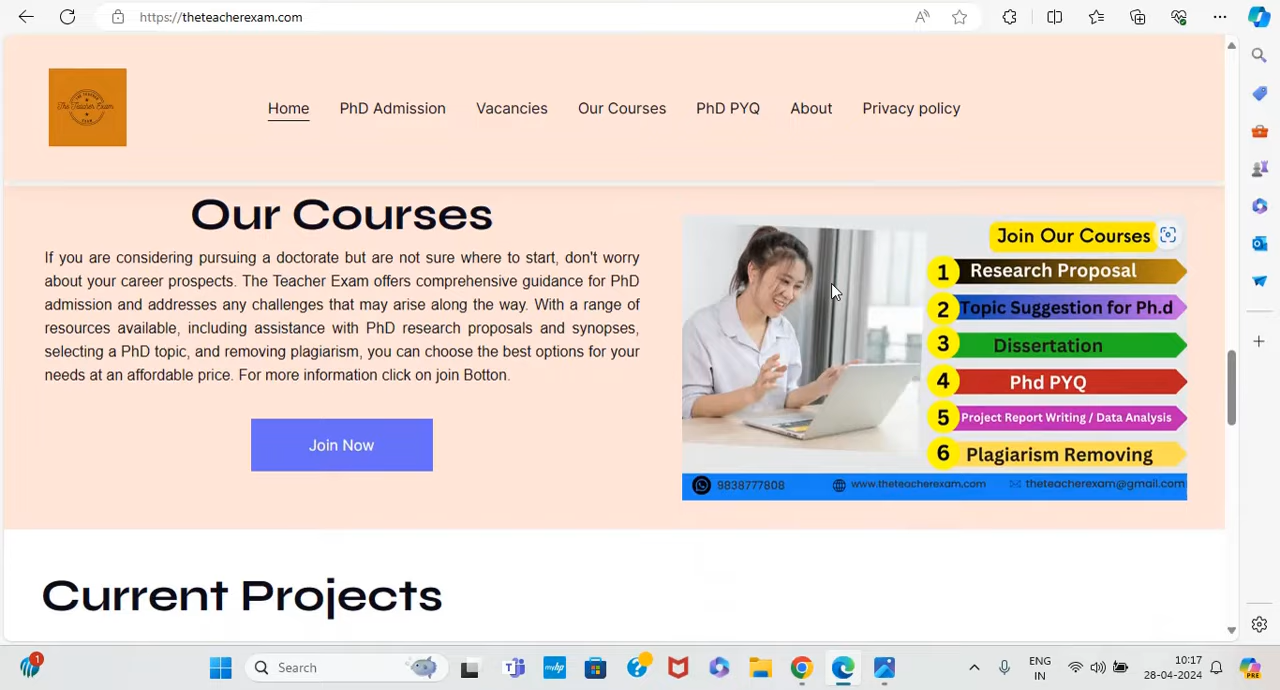 https://theteacherexam.com
The Teacher Exam
Home PhD Admission Vacancies Our Courses PhD PYQ About Privacy policy
Our Courses
If you are considering pursuing a doctorate but are not sure where to start, don't worry
about your career prospects. The Teacher Exam offers comprehensive guidance for PhD
admission and addresses any challenges that may arise along the way. With a range of
resources available, including assistance with PhD research proposals and synopses,
selecting a PhD topic, and removing plagiarism, you can choose the best options for your
needs at an affordable price. For more information click on join Botton.
Join Now
Join Our Courses
1 Research Proposal
2 Topic Suggestion for Ph.d
3 Dissertation
4 Phd PYQ
5 Project Report Writing / Data Analysis
6 Plagiarism Removing
9838777808 www.theteacherexam.com theteacherexam@gmail.com
Current Projects
1
Search
ENG
IN
10:17
28-04-2024
PRE